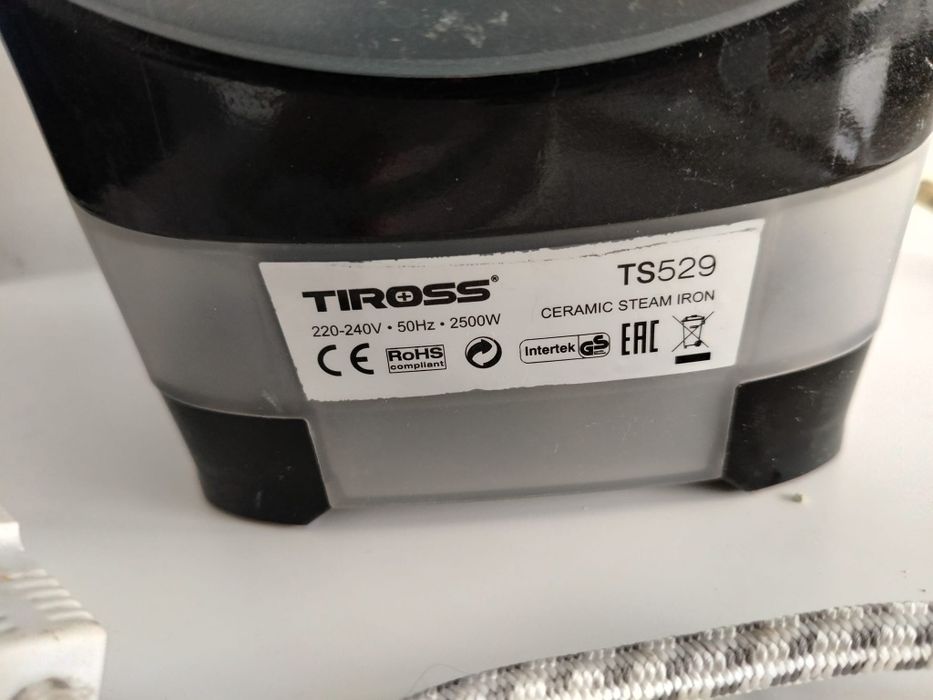 TIROSS®
TS529
220-240V • 50Hz • 2500W
CERAMIC STEAM IRON
CE
RoHS
compliant
Intertek GS
EAC